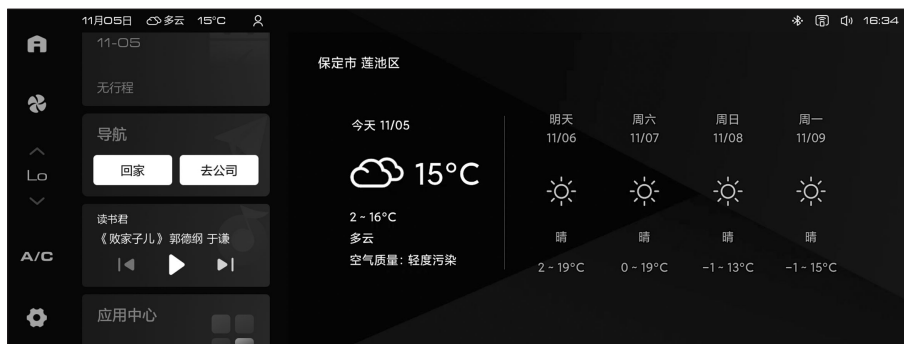 11月05日 多云 15°C 16:34
A
Lo
A/C
11-05
无行程
导航
回家 去公司
读书君
《败家子儿》郭德纲 于谦
应用中心
保定市 莲池区
今天 11/05
15°C
2 ~ 16°C
多云
空气质量：轻度污染
明天 周六 周日 周一
11/06 11/07 11/08 11/09
晴 晴 晴 晴
2 ~ 19°C 0 ~ 19°C -1 ~ 13°C -1 ~ 15°C